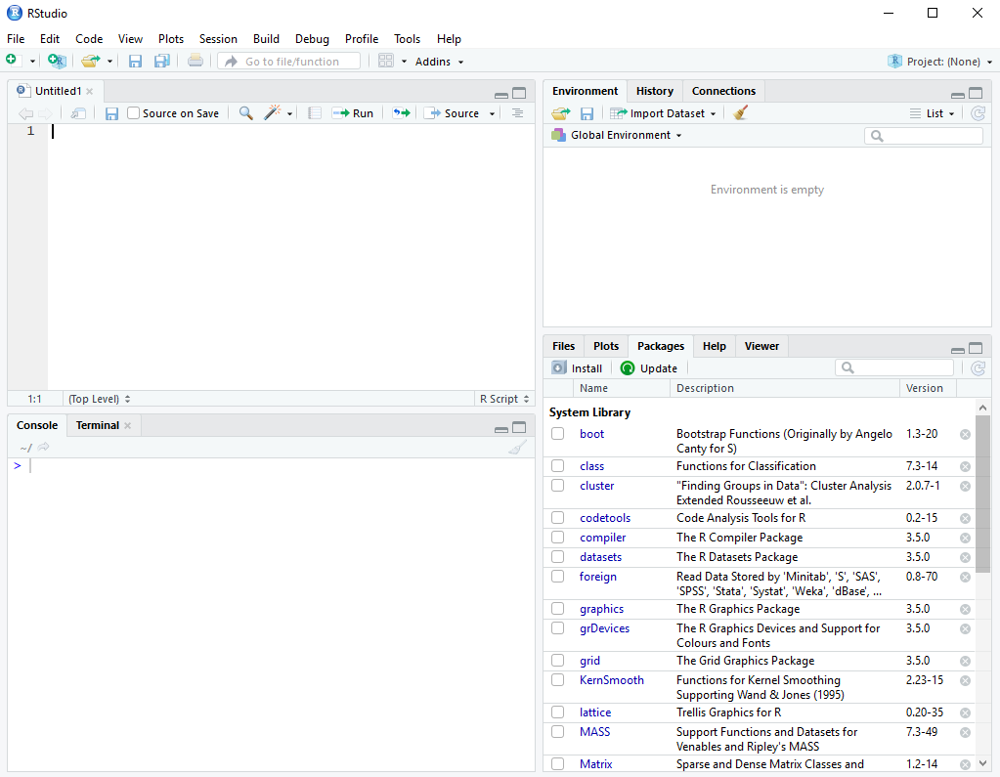 RStudio
File Edit Code View Plots Session Build Debug Profile Tools Help
Go to file/function Addins Project: (None)
Untitled1
Source on Save Run Source
1
1:1 (Top Level) R Script
Console Terminal
~/
>
Environment History Connections
Import Dataset List
Global Environment
Environment is empty
Files Plots Packages Help Viewer
Install Update
Name Description Version
System Library
boot Bootstrap Functions (Originally by Angelo 1.3-20
Canty for S)
class Functions for Classification 7.3-14
cluster "Finding Groups in Data": Cluster Analysis 2.0.7-1
Extended Rousseeuw et al.
codetools Code Analysis Tools for R 0.2-15
compiler The R Compiler Package 3.5.0
datasets The R Datasets Package 3.5.0
foreign Read Data Stored by 'Minitab', 'S', 'SAS', 0.8-70
'SPSS', 'Stata', 'Systat', 'Weka', 'dBase', ...
graphics The R Graphics Package 3.5.0
grDevices The R Graphics Devices and Support for 3.5.0
Colours and Fonts
grid The Grid Graphics Package 3.5.0
KernSmooth Functions for Kernel Smoothing 2.23-15
Supporting Wand & Jones (1995)
lattice Trellis Graphics for R 0.20-35
MASS Support Functions and Datasets for 7.3-49
Venables and Ripley's MASS
Matrix Sparse and Dense Matrix Classes and 1.2-14